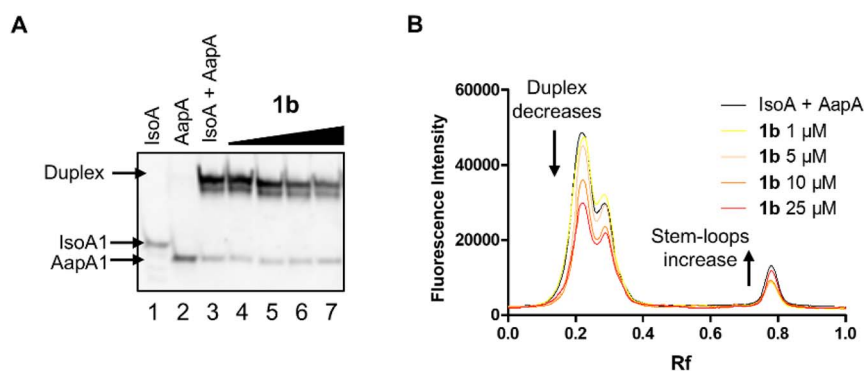 A
IsoA
AapA
IsoA + AapA
1b
Duplex
IsoA1
AapA1
1 2 3 4 5 6 7
B
Duplex
decreases
IsoA + AapA
1b 1 µM
1b 5 µM
1b 10 µM
1b 25 µM
Stem-loops
increase
Fluorescence Intensity
60000
40000
20000
0
0.0 0.2 0.4 0.6 0.8 1.0
Rf